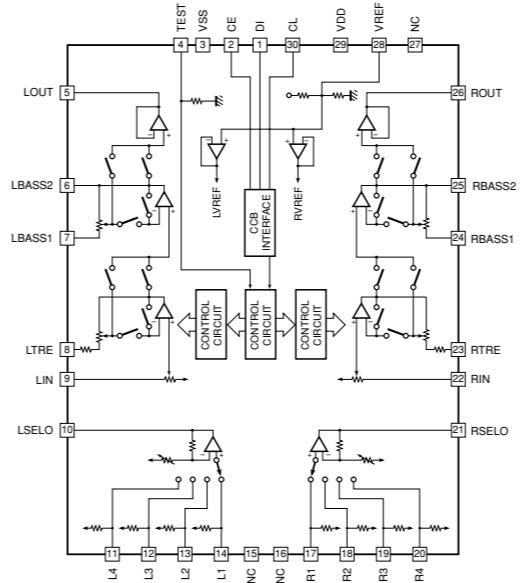 TEST
VSS
CE
DI
CL
VDD
VREF
NC
4
3
2
1
30
29
28
27
LOUT
5
26
ROUT
LVREF
RVREF
LBASS2
6
25
RBASS2
CCB
INTERFACE
LBASS1
7
24
RBASS1
CONTROL
CIRCUIT
CONTROL
CIRCUIT
CONTROL
CIRCUIT
LTRE
8
23
RTRE
LIN
9
22
RIN
LSELO
10
21
RSELO
11
12
13
14
15
16
17
18
19
20
L4
L3
L2
L1
NC
NC
R1
R2
R3
R4